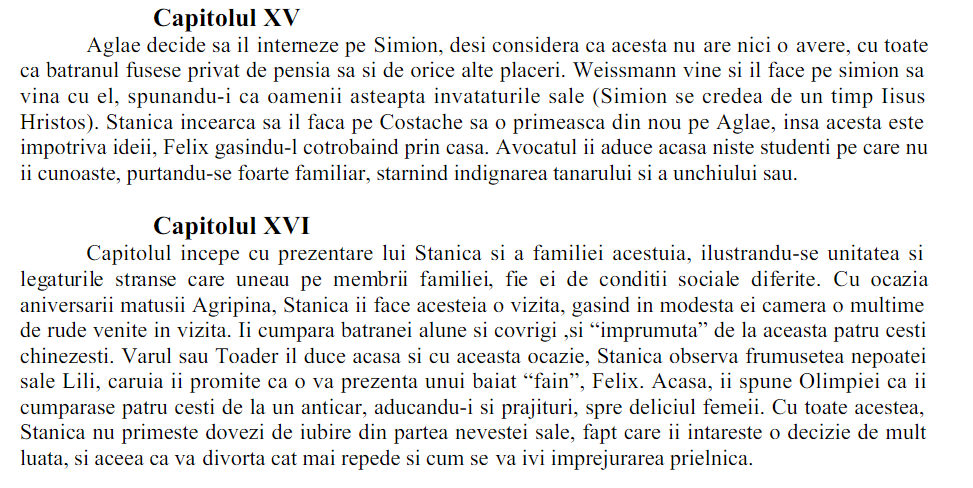 Capitolul XV
Aglae decide sa il interneze pe Simion, desi considera ca acesta nu are nici o avere, cu toate
ca batranul fusese privat de pensia sa si de orice alte placeri. Weissmann vine si il face pe simion sa
vina cu el, spunandu-i ca oamenii asteapta invataturile sale (Simion se credea de un timp Iisus
Hristos). Stanica incearca sa il faca pe Costache sa o primeasca din nou pe Aglae, insa acesta este
impotriva ideii, Felix gasindu-l cotrobaind prin casa. Avocatul ii aduce acasa niste studenti pe care nu
ii cunoaste, purtandu-se foarte familiar, starnind indignarea tanarului si a unchiului sau.
Capitolul XVI
Capitolul incepe cu prezentare lui Stanica si a familiei acestuia, ilustrandu-se unitatea si
legaturile stranse care uneau pe membrii familiei, fie ei de conditii sociale diferite. Cu ocazia
aniversarii matusii Agripina, Stanica ii face acesteia o vizita, gasind in modesta ei camera o multime
de rude venite in vizita. Ii cumpara batranei alune si covrigi ,si “imprumuta” de la aceasta patru cesti
chinezesti. Varul sau Toader il duce acasa si cu aceasta ocazie, Stanica observa frumusetea nepoatei
sale Lili, caruia ii promite ca o va prezenta unui baiat “fain”, Felix. Acasa, ii spune Olimpiei ca ii
cumparase patru cesti de la un anticar, aducandu-i si prajituri, spre deliciul femeii. Cu toate acestea,
Stanica nu primeste dovezi de iubire din partea nevestei sale, fapt care ii intareste o decizie de mult
luata, si aceea ca va divorta cat mai repede si cum se va ivi imprejurarea prielnica.